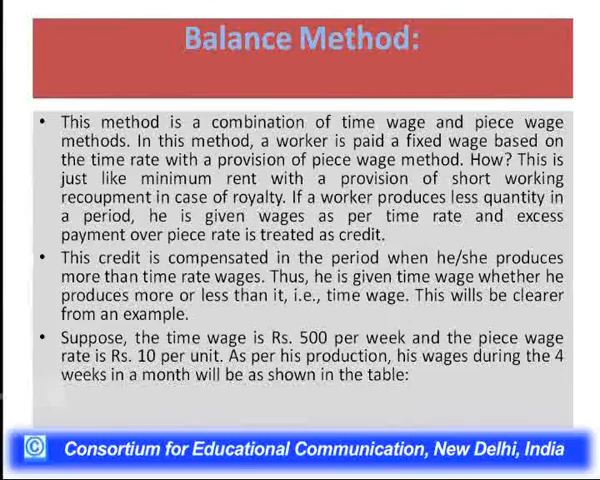 Balance Method:
• This method is a combination of time wage and piece wage
methods. In this method, a worker is paid a fixed wage based on
the time rate with a provision of piece wage method. How? This is
just like minimum rent with a provision of short working
recoupment in case of royalty. If a worker produces less quantity in
a period, he is given wages as per time rate and excess
payment over piece rate is treated as credit.
• This credit is compensated in the period when he/she produces
more than time rate wages. Thus, he is given time wage whether he
produces more or less than it, i.e., time wage. This wills be clearer
from an example.
• Suppose, the time wage is Rs. 500 per week and the piece wage
rate is Rs. 10 per unit. As per his production, his wages during the 4
weeks in a month will be as shown in the table:
© Consortium for Educational Communication, New Delhi, India